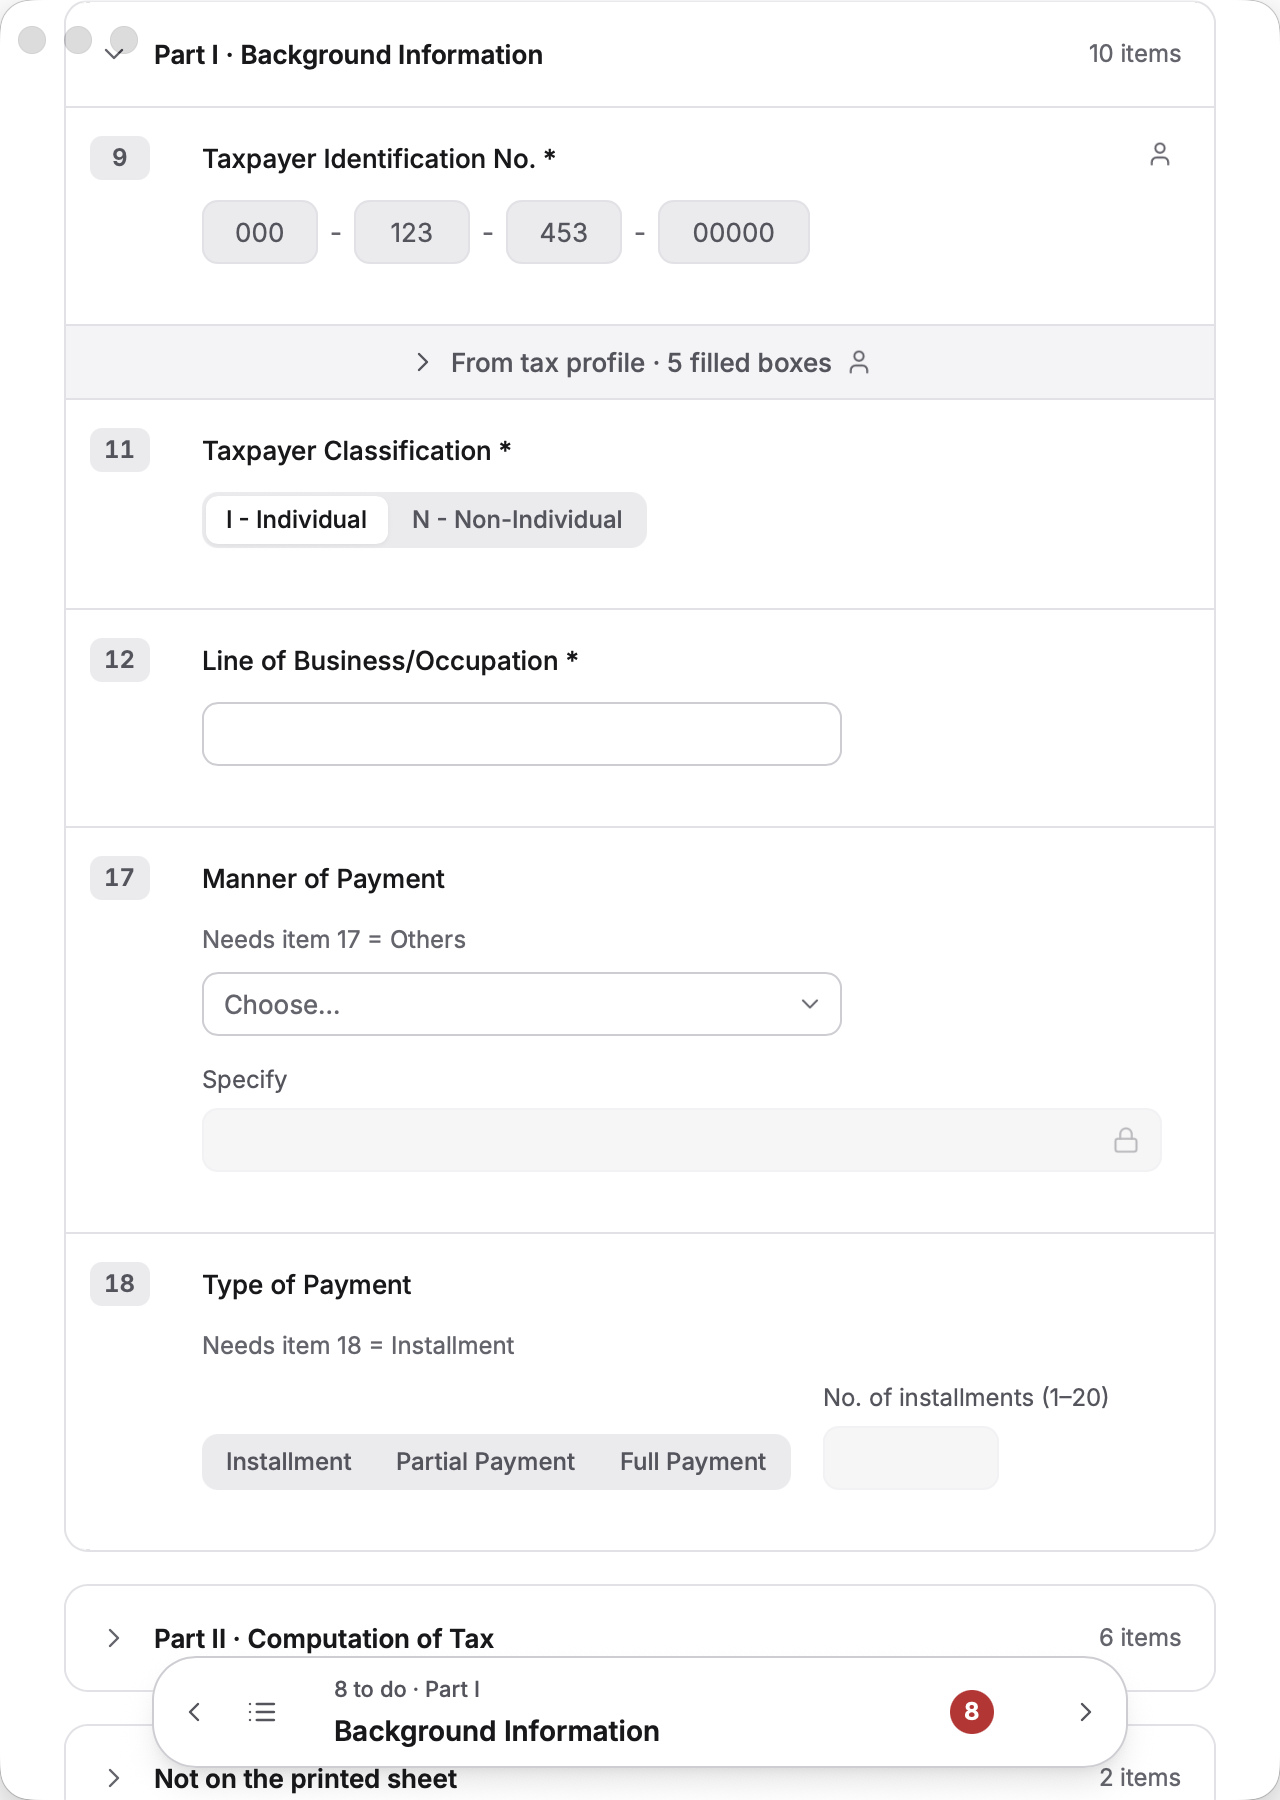 Part I · Background Information
10 items
9
Taxpayer Identification No. *
000 - 123 - 453 - 00000
From tax profile · 5 filled boxes
11
Taxpayer Classification *
I - Individual
N - Non-Individual
12
Line of Business/Occupation *
17
Manner of Payment
Needs item 17 = Others
Choose...
Specify
18
Type of Payment
Needs item 18 = Installment
No. of installments (1–20)
Installment
Partial Payment
Full Payment
Part II · Computation of Tax
6 items
8 to do · Part I
Background Information
8
Not on the printed sheet
2 items